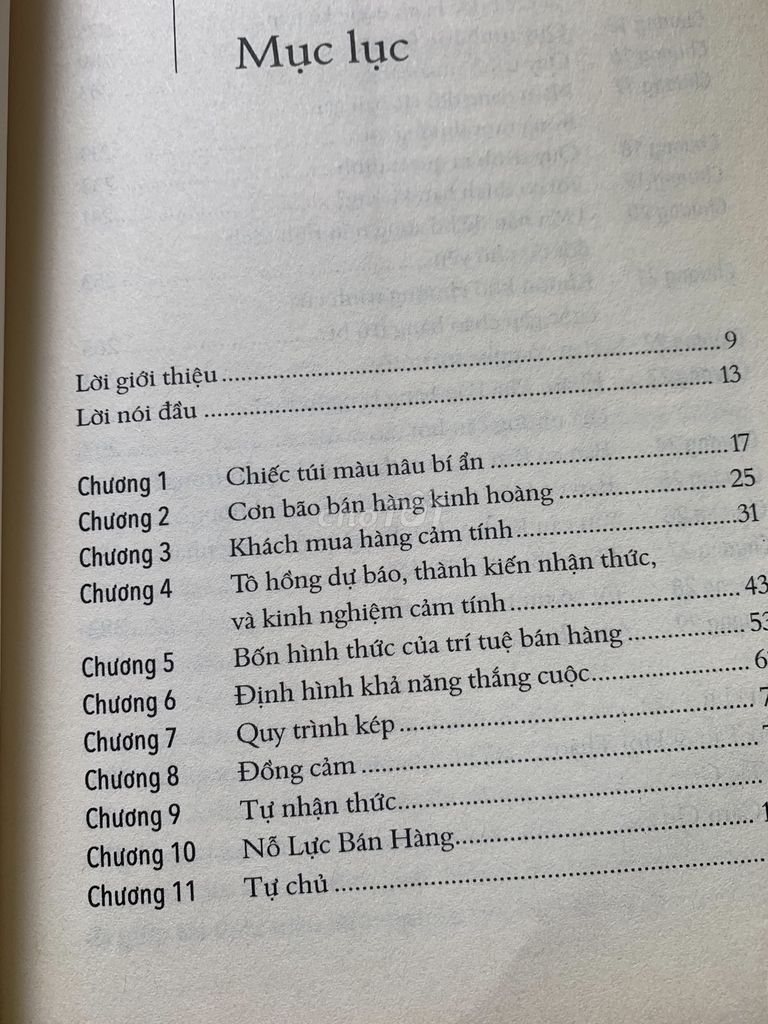 Mục lục
Lời giới thiệu ........ 9
Lời nói đầu ........ 13
Chương 1 Chiếc túi màu nâu bí ẩn ........ 17
Chương 2 Cơn bão bán hàng kinh hoàng ........ 25
Chương 3 Khách mua hàng cảm tính ........ 31
Chương 4 Tô hồng dự báo, thành kiến nhận thức,
và kinh nghiệm cảm tính ........ 43
Chương 5 Bốn hình thức của trí tuệ bán hàng ........ 53
Chương 6 Định hình khả năng thắng cuộc ........ 6
Chương 7 Quy trình kép ........ 7
Chương 8 Đồng cảm ........
Chương 9 Tự nhận thức ........
Chương 10 Nỗ Lực Bán Hàng ........ 1
Chương 11 Tự chủ ........